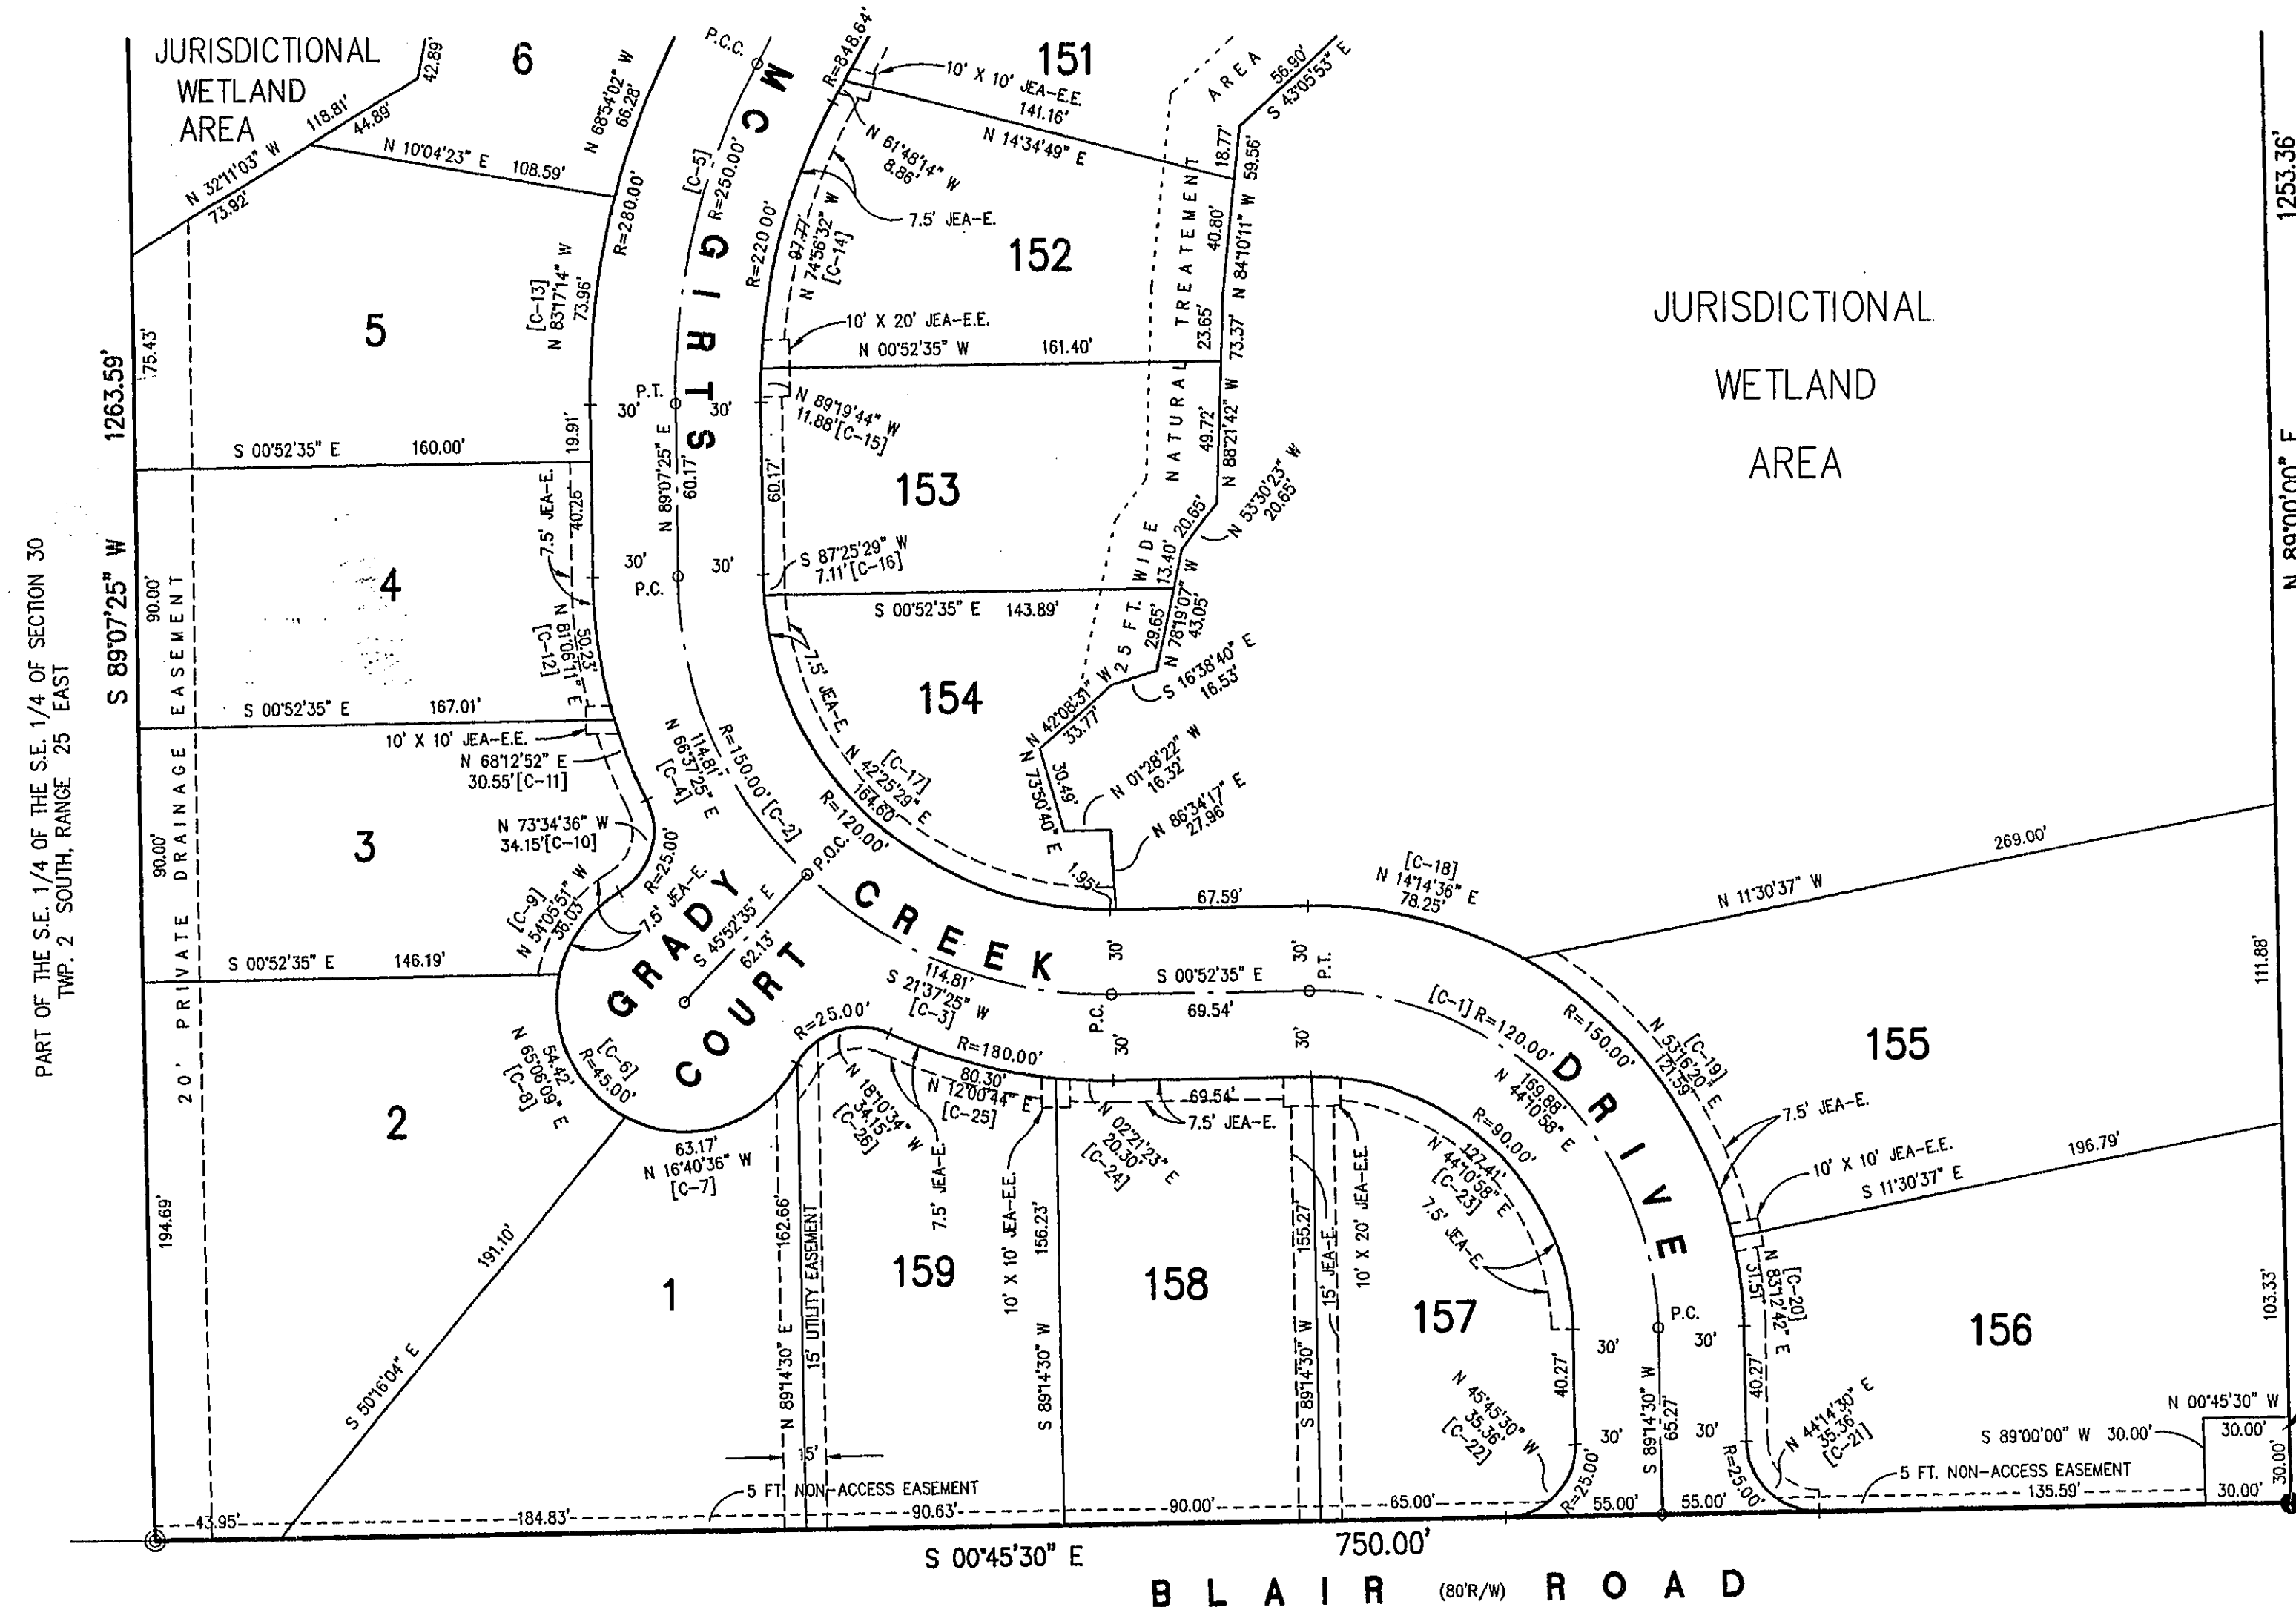 JURISDICTIONAL
WETLAND
AREA
6
42.89'
118.81'
44.89'
N 32°11'03" W
73.92'
N 10°04'23" E 108.59'
N 68°54'02" W
66.28'
P.C.C.
R=848.64'
10' X 10' JEA-E.E.
151
141.16'
N 14°34'49" E
AREA
56.90'
S 43°05'53" E
N 61°48'14" W
8.86'
7.5' JEA-E.
[C-5]
R=250.00'
R=280.00'
R=220.00'
97.77'
N 74°56'32" W
[C-14]
152
18.77'
59.56'
40.80'
N 84°10'11" W
23.65'
73.37'
MCGIRTS
CREEK
DRIVE
10' X 20' JEA-E.E.
N 00°52'35" W 161.40'
25 FT. WIDE NATURAL TREATEMENT
JURISDICTIONAL
WETLAND
AREA
1253.36'
N 89°00'00" E
5
75.43'
[C-13]
N 83°17'14" W
73.96'
1263.59'
S 89°07'25" W
P.T.
30'
30'
N 89°19'44" W
11.88'[C-15]
19.91'
S 00°52'35" E 160.00'
N 89°07'25" E
60.17'
60.17'
153
49.72'
N 88°21'42" W
N 53°30'23" W
20.65'
20.65'
7.5' JEA-E.
40.26'
4
90.00'
30'
30'
P.C.
S 87°25'29" W
7.11'[C-16]
S 00°52'35" E 143.89'
13.40'
29.65'
N 78°19'07" W
43.05'
S 16°38'40" E
16.53'
N 42°08'31" W
33.77'
N 01°28'22" W
16.32'
N 86°34'17" E
27.96'
N 73°50'40" E
30.49'
1.95'
50.23'
N 81°06'11" E
[C-12]
S 00°52'35" E 167.01'
10' X 10' JEA-E.E.
N 68°12'52" E
30.55'[C-11]
154
7.5' JEA-E.
[C-17]
N 42°25'29" E
164.60'
R=120.00'
R=150.00' [C-2]
114.81'
N 66°37'25" E
[C-4]
PART OF THE S.E. 1/4 OF THE S.E. 1/4 OF SECTION 30
TWP. 2 SOUTH, RANGE 25 EAST
20' PRIVATE DRAINAGE EASEMENT
3
90.00'
N 73°34'36" W
34.15'[C-10]
R=25.00'
7.5' JEA-E.
[C-9]
N 54°05'51" W
36.03'
S 00°52'35" E 146.19'
GRADY
COURT
P.O.C.
S 45°52'35" E
62.13'
114.81'
S 21°37'25" W
[C-3]
67.59'
[C-18]
N 14°14'36" E
78.25'
269.00'
N 11°30'37" W
30'
30'
P.C.
S 00°52'35" E
69.54'
P.T.
30'
30'
111.88'
[C-1] R=120.00'
169.88'
N 44°10'58" E
R=150.00'
[C-19]
N 53°16'20" E
121.59'
155
7.5' JEA-E.
10' X 10' JEA-E.E.
196.79'
S 11°30'37" E
2
N 65°06'09" E
54.42'
[C-8]
[C-6]
R=45.00'
63.17'
N 16°40'36" W
[C-7]
R=25.00'
N 18°10'34" W
34.15'
[C-26]
R=180.00'
80.30'
N 12°00'44" E
[C-25]
7.5' JEA-E.
69.54'
7.5' JEA-E.
N 02°21'23" E
20.30'
[C-24]
R=90.00'
127.41'
N 44°10'58" E
[C-23]
7.5' JEA-E.
194.69'
191.10'
S 50°16'04" E
1
N 89°14'30" E 162.66'
15' UTILITY EASEMENT
15'
159
10' X 10' JEA-E.E.
S 89°14'30" W 156.23'
158
S 89°14'30" W 155.27'
15' JEA-E.
10' X 20' JEA-E.E.
157
40.27'
N 45°45'30" W
35.36'
[C-22]
R=25.00'
P.C.
30'
30'
30'
30'
S 89°14'30" W
65.27'
[C-20]
N 83°12'42" E
31.51'
40.27'
R=25.00'
N 44°14'30" E
35.36'
[C-21]
156
103.33'
N 00°45'30" W
30.00'
S 89°00'00" W 30.00'
30.00'
30.00'
5 FT. NON-ACCESS EASEMENT
135.59'
5 FT. NON-ACCESS EASEMENT
43.95'
184.83'
90.63'
90.00'
65.00'
55.00'
55.00'
S 00°45'30" E
750.00'
BLAIR (80'R/W) ROAD